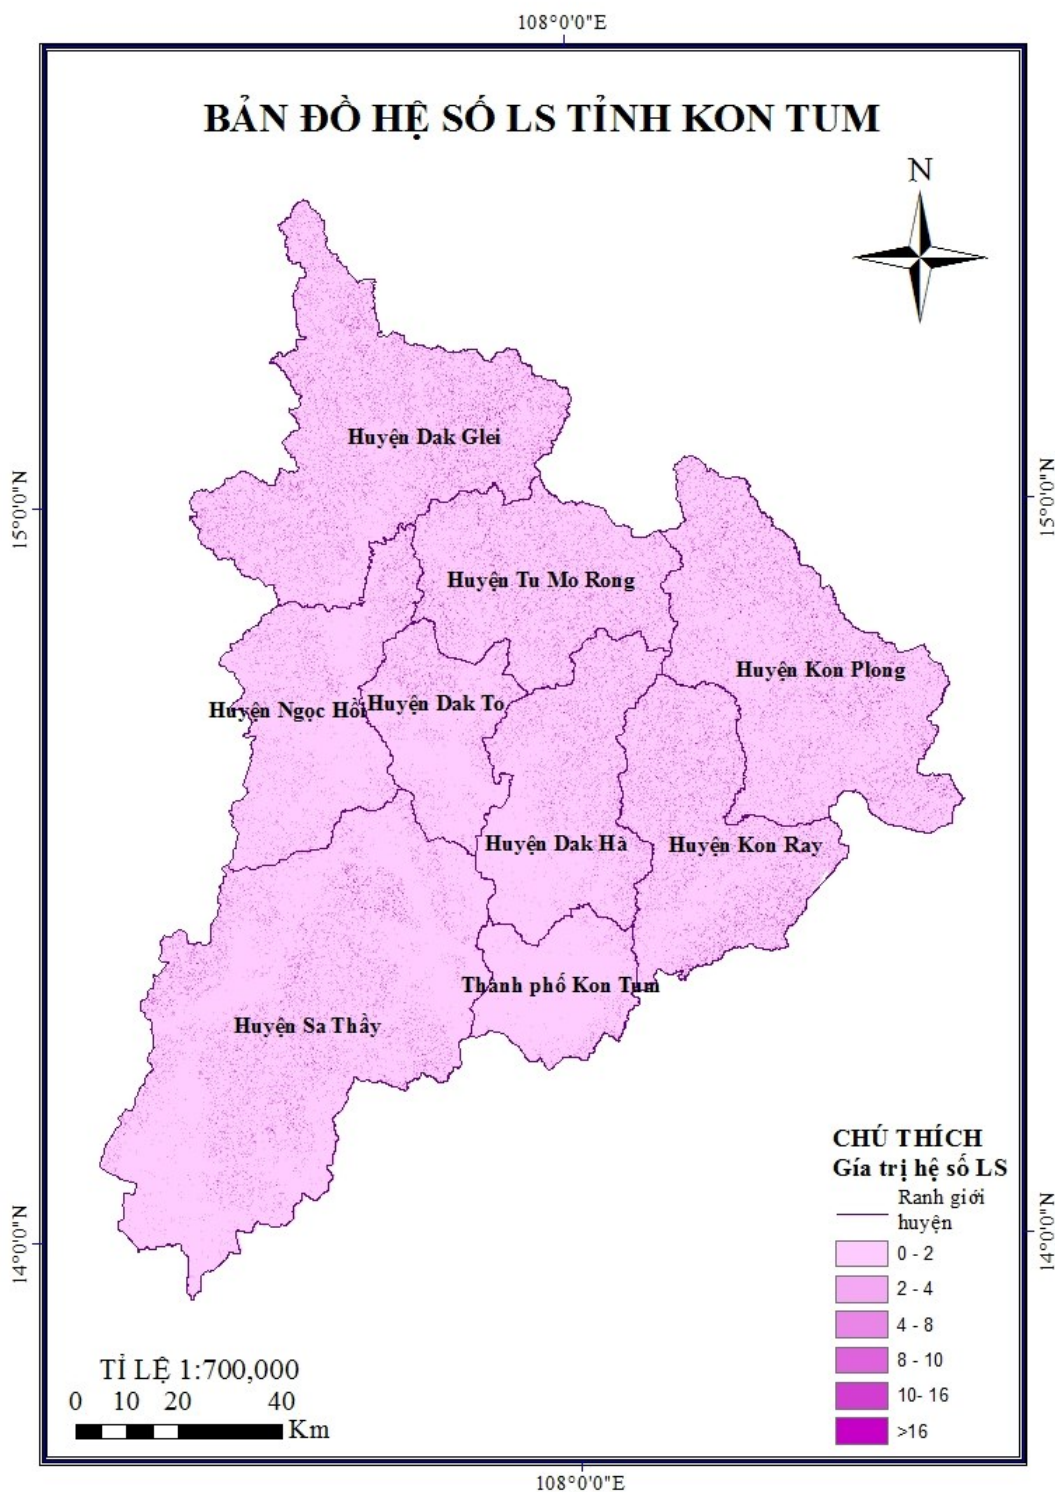 108°0'0"E
BẢN ĐỒ HỆ SỐ LS TỈNH KON TUM
N
Huyện Dak Glei
15°0'0"N
15°0'0"N
Huyện Tu Mo Rong
Huyện Kon Plong
Huyện Ngọc Hồi
Huyện Dak To
Huyện Dak Hà
Huyện Kon Ray
Thành phố Kon Tum
Huyện Sa Thầy
CHÚ THÍCH
Gía trị hệ số LS
Ranh giới
huyện
0 - 2
2 - 4
4 - 8
8 - 10
10- 16
>16
14°0'0"N
14°0'0"N
TỈ LỆ 1:700,000
0 10 20 40
Km
108°0'0"E